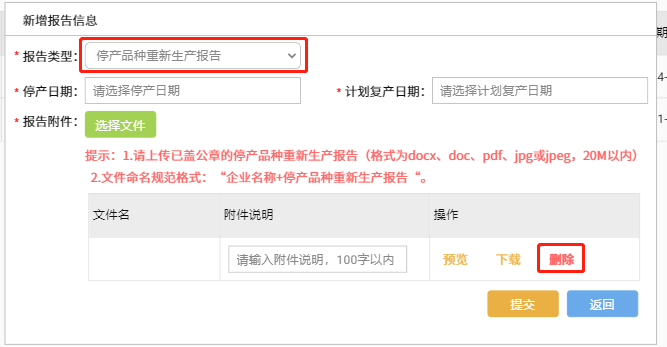 新增报告信息
期
* 报告类型： 停产品种重新生产报告
* 停产日期： 请选择停产日期 * 计划复产日期： 请选择计划复产日期
4-
* 报告附件： 选择文件
1-
提示：1.请上传已盖公章的停产品种重新生产报告（格式为docx、doc、pdf、jpg或jpeg，20M以内）
2.文件命名规范格式：“企业名称+停产品种重新生产报告“。
文件名 附件说明 操作
请输入附件说明，100字以内 预览 下载 删除
提交 返回